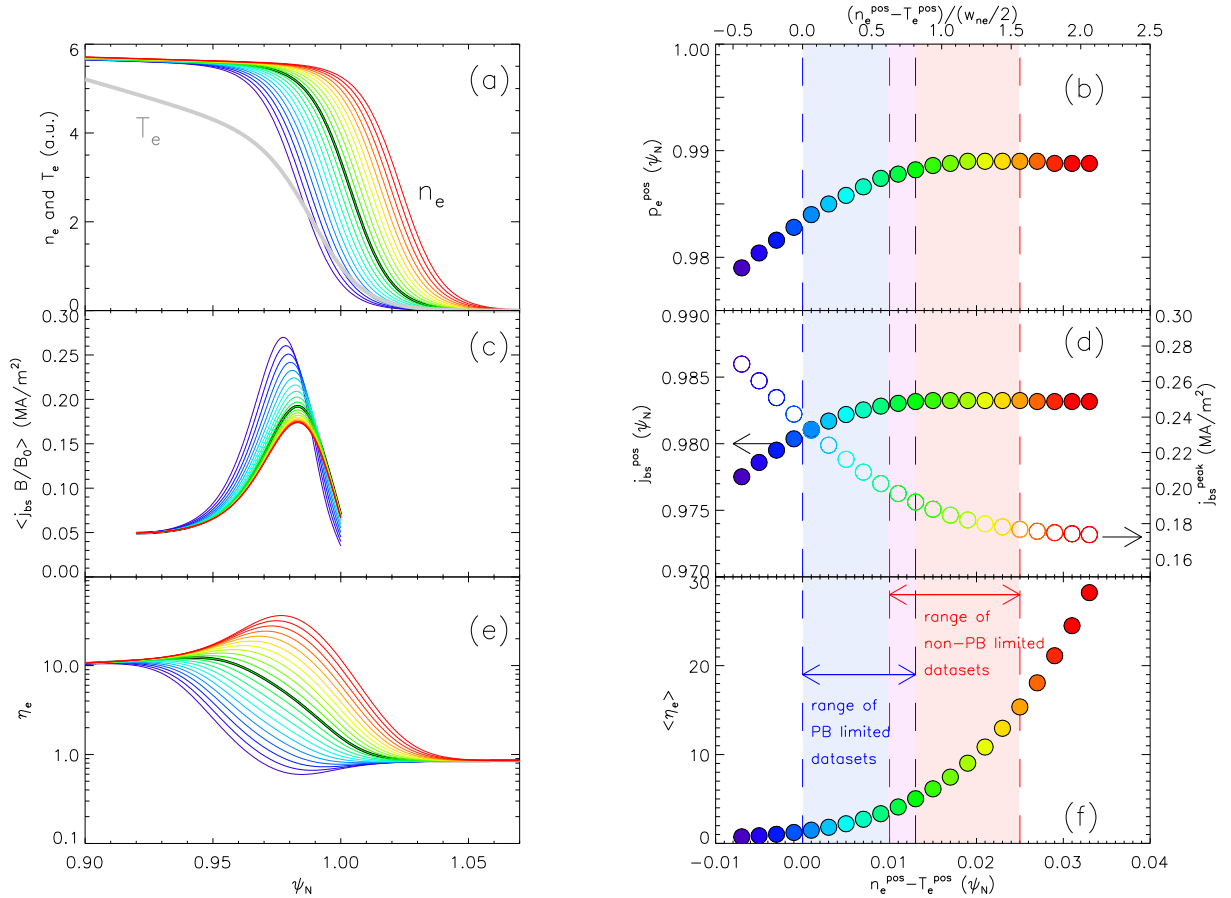 (a)
6
4
2
0
n_e and T_e (a.u.)
T_e
n_e
(c)
0.30
0.25
0.20
0.15
0.10
0.05
0.00
<j_bs B/B_0> (MA/m^2)
(e)
10.0
1.0
0.1
η_e
0.90 0.95 1.00 1.05
ψ_N
(n_e^pos−T_e^pos)/(w_ne/2)
−0.5 0.0 0.5 1.0 1.5 2.0 2.5
(b)
1.00
0.99
0.98
p_e^pos (ψ_N)
(d)
0.990
0.985
0.980
0.975
0.970
j_bs^pos (ψ_N)
0.30
0.28
0.25
0.22
0.20
0.18
0.16
j_bs^peak (MA/m^2)
30
20
10
0
<η_e>
range of
non−PB limited
datasets
range of
PB limited
datasets
(f)
−0.01 0.00 0.01 0.02 0.03 0.04
n_e^pos−T_e^pos (ψ_N)